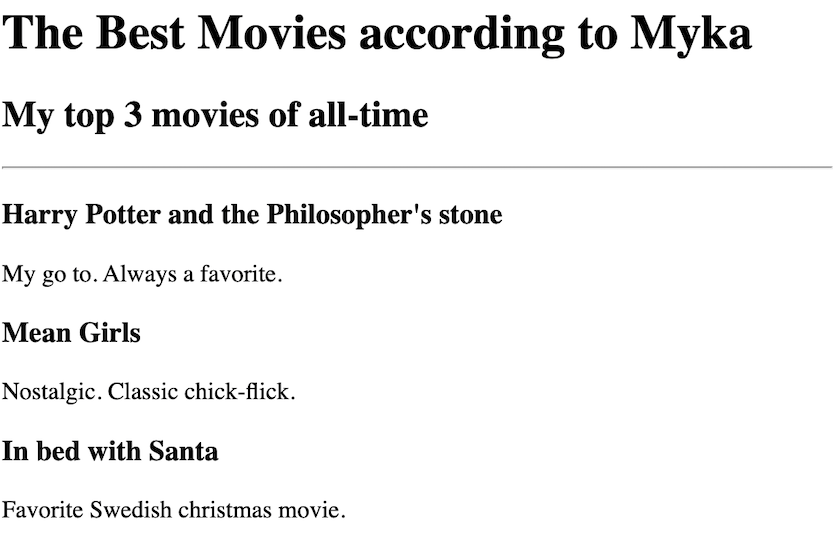 The Best Movies according to Myka
My top 3 movies of all-time
Harry Potter and the Philosopher's stone
My go to. Always a favorite.
Mean Girls
Nostalgic. Classic chick-flick.
In bed with Santa
Favorite Swedish christmas movie.